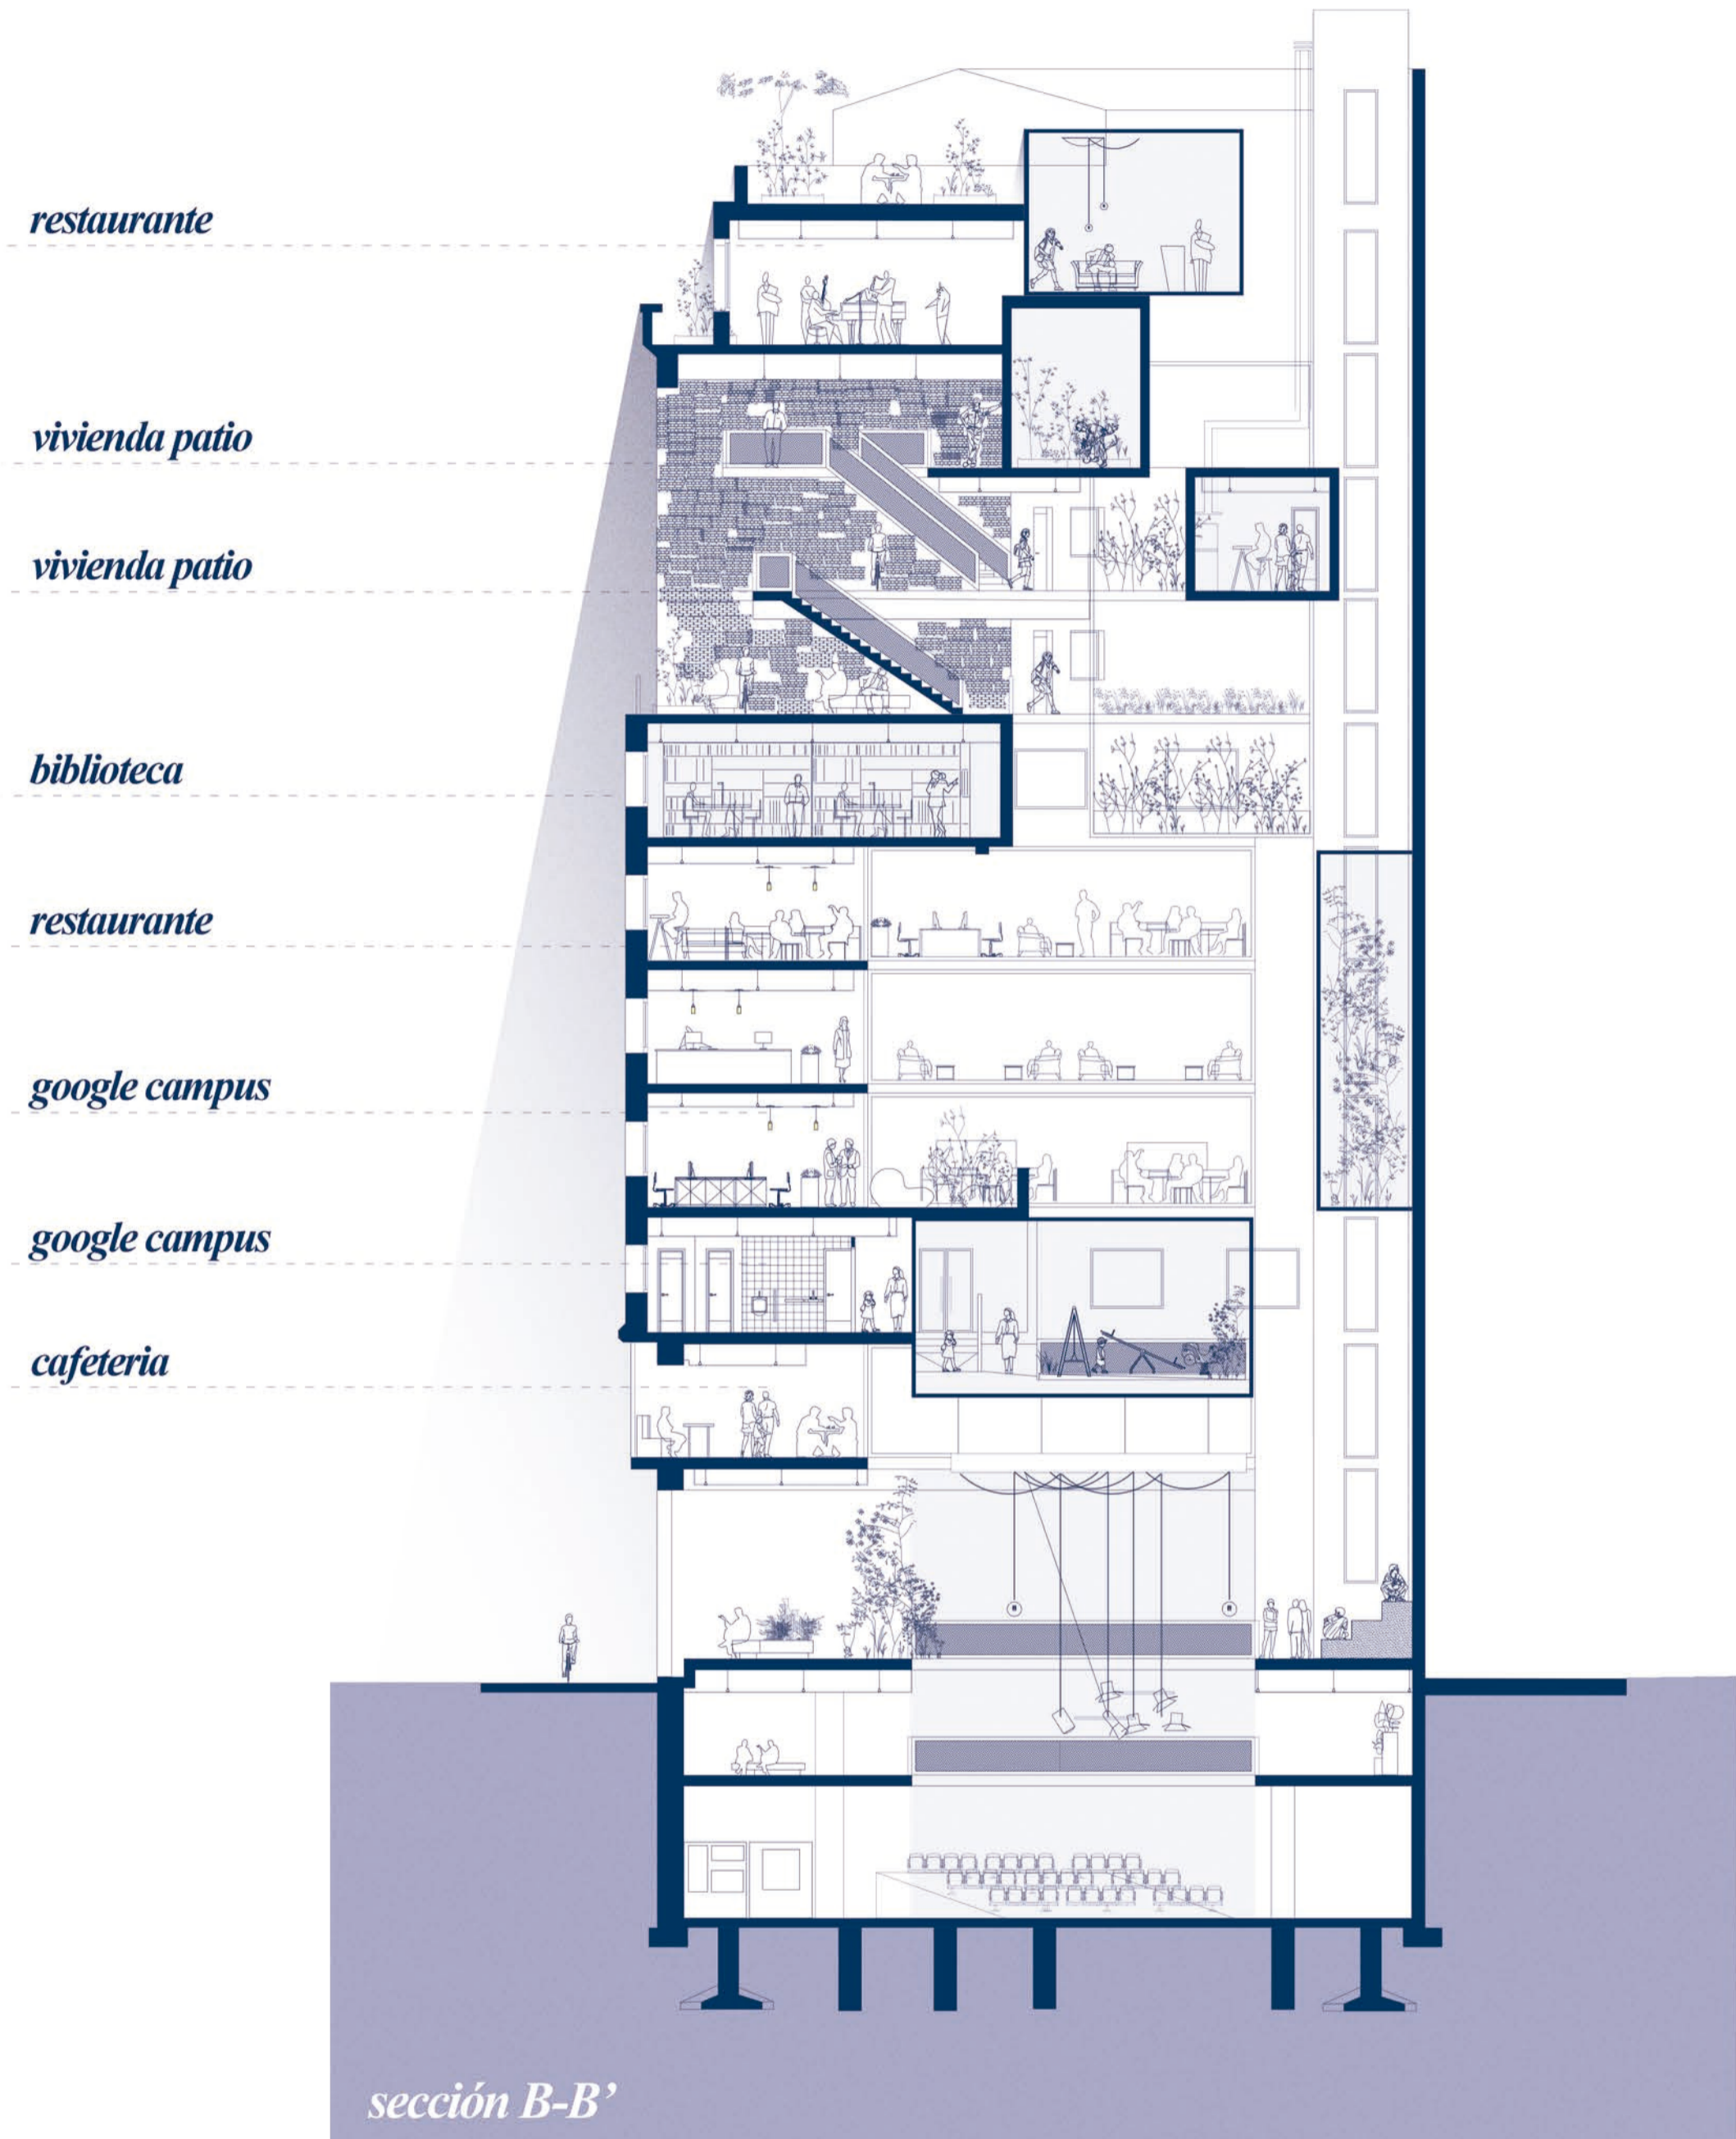 restaurante
vivienda patio
vivienda patio
biblioteca
restaurante
google campus
google campus
cafeteria
sección B-B’